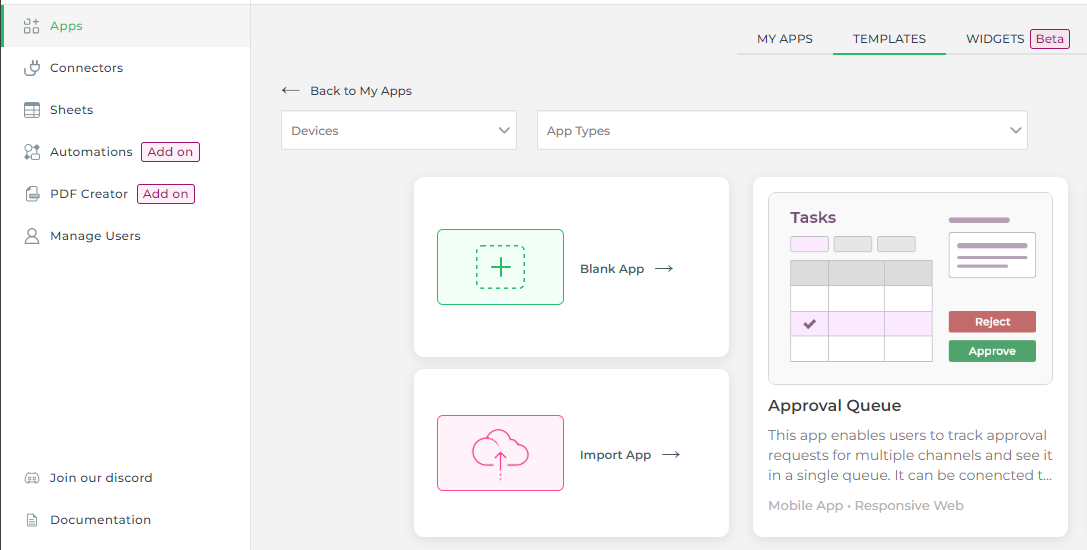 Apps
Connectors
Sheets
Automations Add on
PDF Creator Add on
Manage Users
Join our discord
Documentation
MY APPS TEMPLATES WIDGETS Beta
← Back to My Apps
Devices App Types
Blank App →
Import App →
Tasks
Reject
Approve
Approval Queue
This app enables users to track approval
requests for multiple channels and see it
in a single queue. It can be conencted t...
Mobile App • Responsive Web